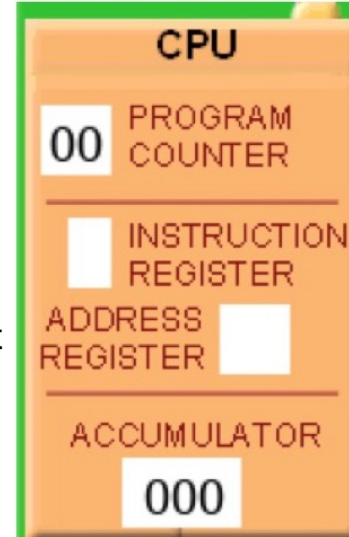 CPU
00 PROGRAM
COUNTER
INSTRUCTION
REGISTER
ADDRESS
REGISTER
ACCUMULATOR
000